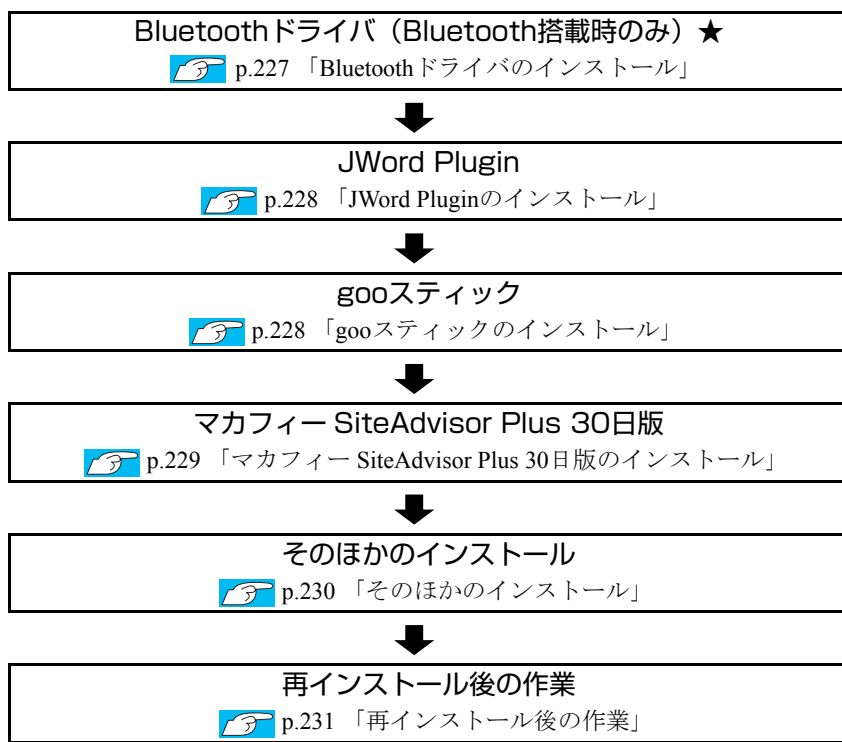 Bluetoothドライバ（Bluetooth搭載時のみ）★
p.227 「Bluetoothドライバのインストール」
JWord Plugin
p.228 「JWord Pluginのインストール」
gooスティック
p.228 「gooスティックのインストール」
マカフィー SiteAdvisor Plus 30日版
p.229 「マカフィー SiteAdvisor Plus 30日版のインストール」
そのほかのインストール
p.230 「そのほかのインストール」
再インストール後の作業
p.231 「再インストール後の作業」